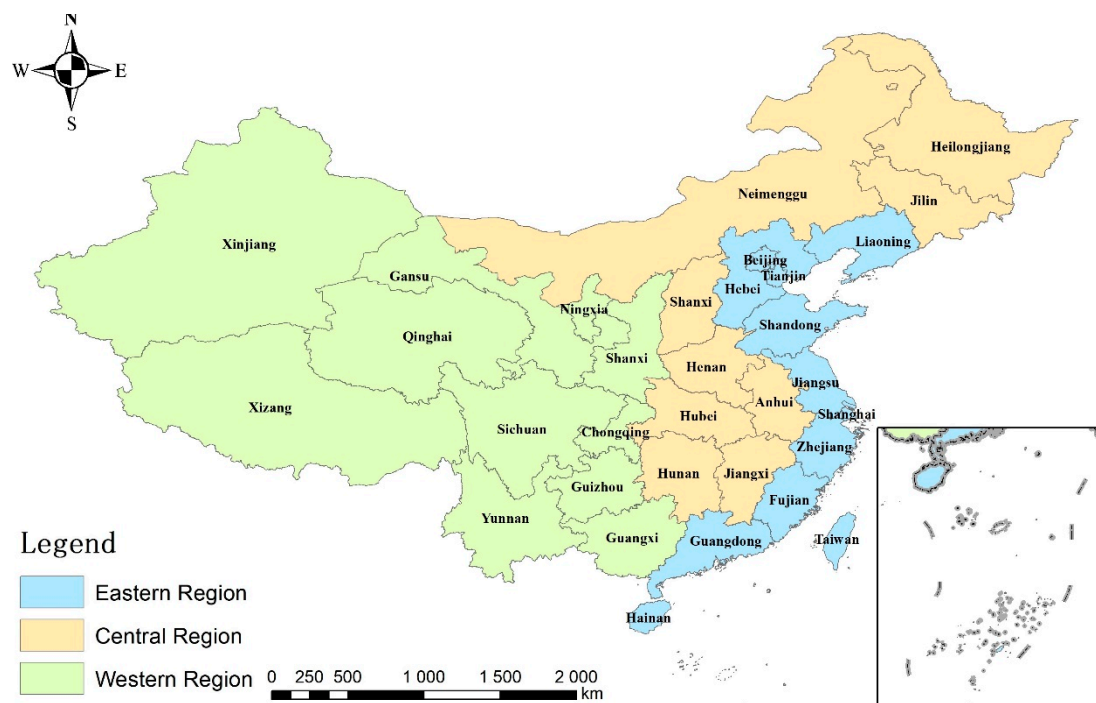 N
W E
S
Heilongjiang
Neimenggu
Jilin
Xinjiang
Liaoning
Gansu
Beijing
Tianjin
Hebei
Ningxia
Shanxi
Qinghai
Shandong
Shanxi
Henan
Jiangsu
Xizang
Anhui
Hubei
Shanghai
Sichuan
Chongqing
Zhejiang
Hunan
Jiangxi
Guizhou
Fujian
Yunnan
Guangxi
Guangdong
Taiwan
Hainan
Legend
Eastern Region
Central Region
Western Region
0 250 500 1 000 1 500 2 000
km